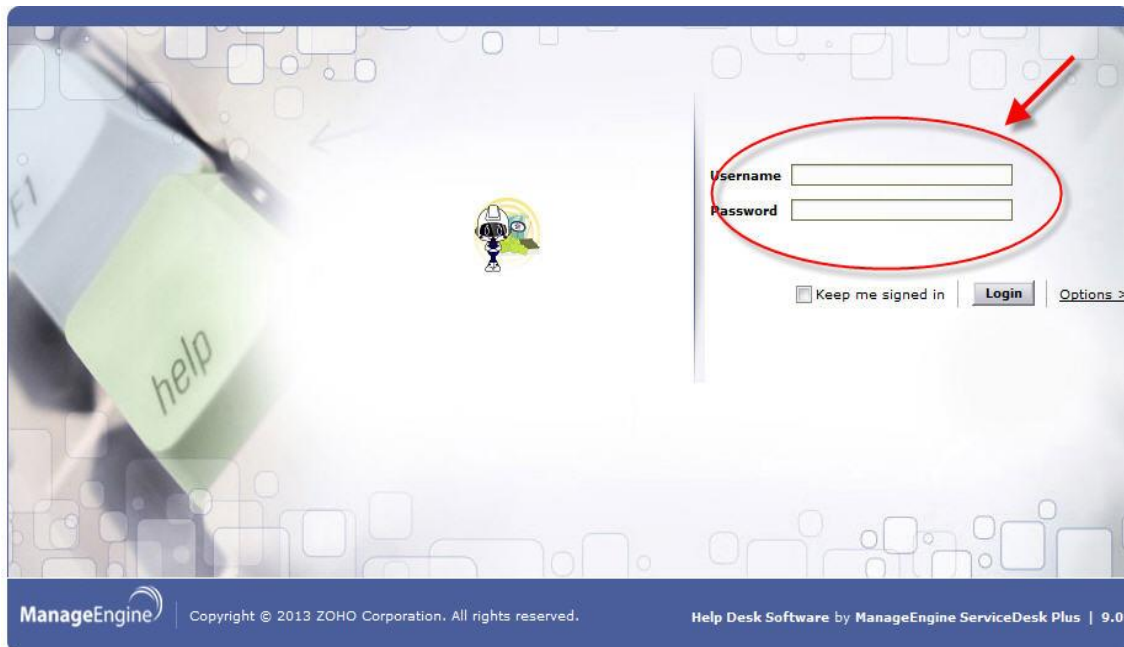 F1
help
Username
Password
Keep me signed in
Login
Options >
ManageEngine
Copyright © 2013 ZOHO Corporation. All rights reserved.
Help Desk Software by ManageEngine ServiceDesk Plus | 9.0